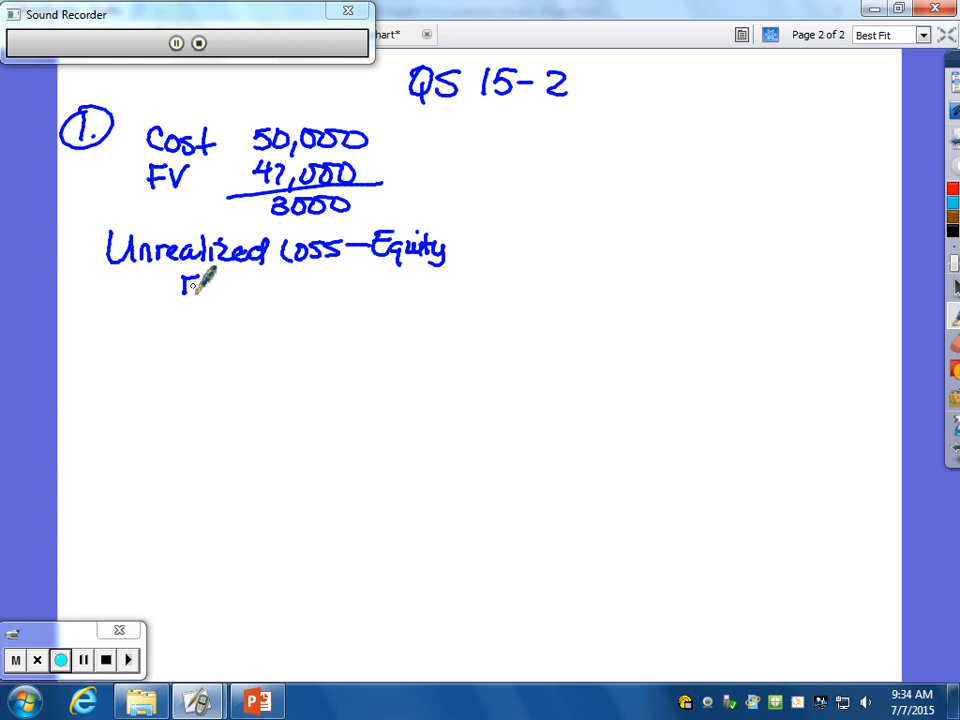 Sound Recorder
hart*
Page 2 of 2
Best Fit
QS 15-2
1.
Cost 50,000
FV 47,000
3000
Unrealized Loss-Equity
F
M
P
9:34 AM
7/7/2015